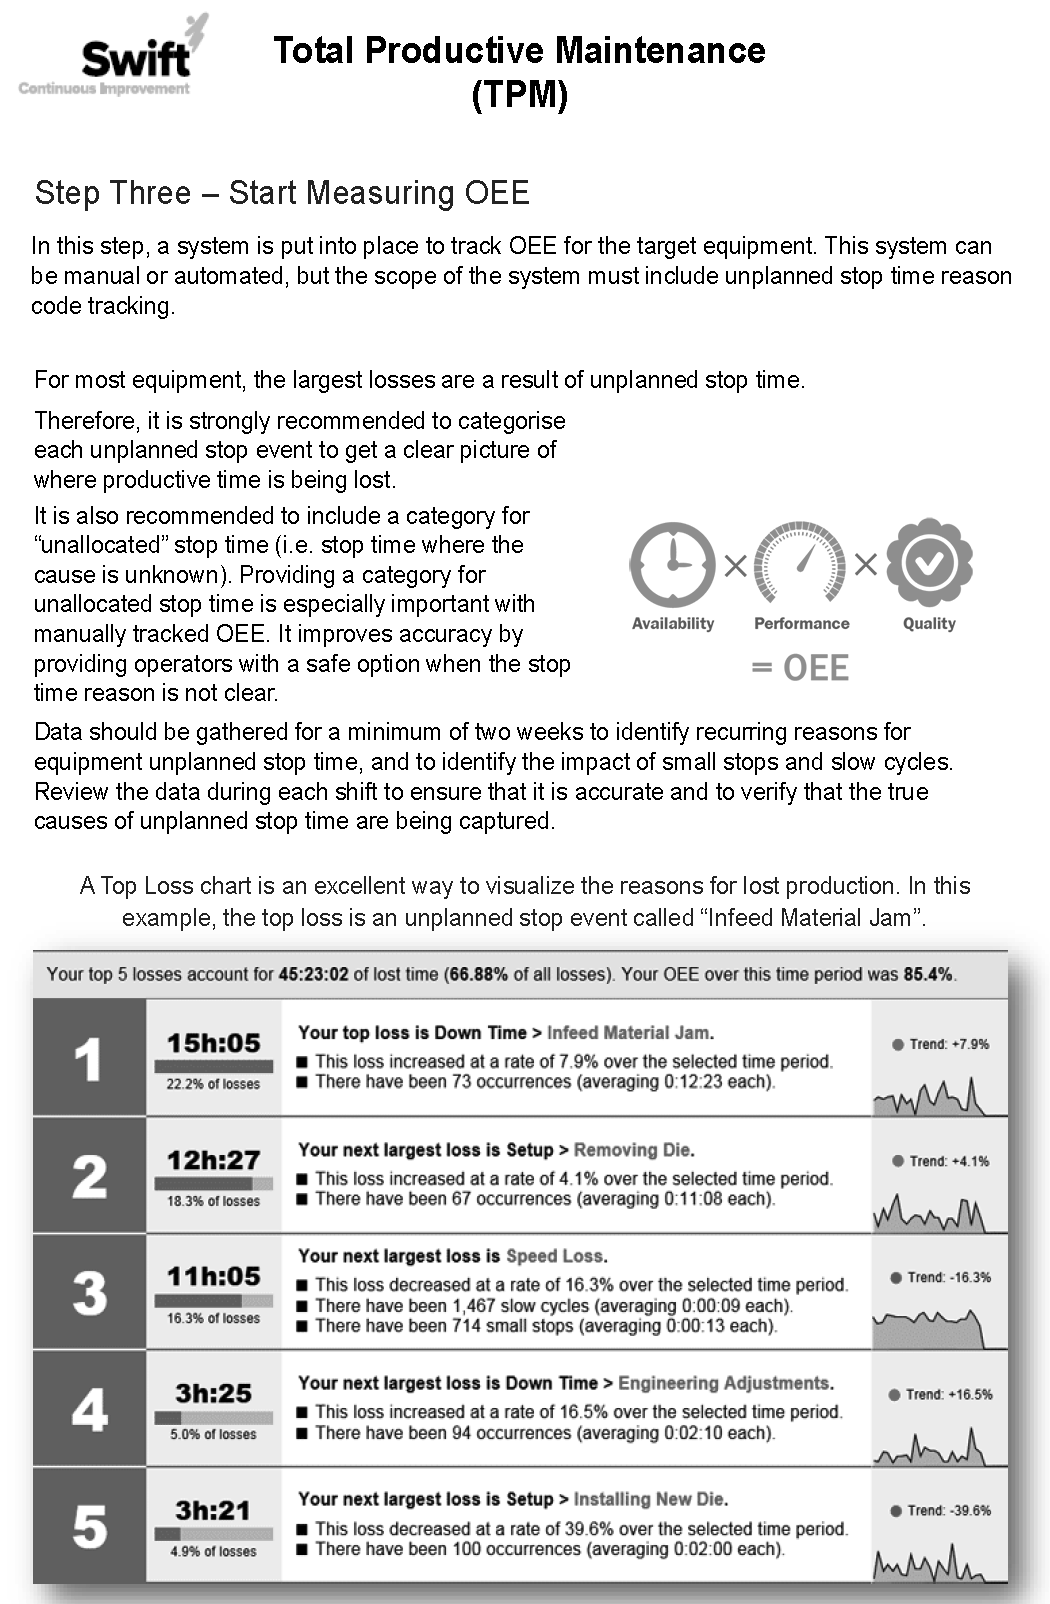 Swift
Continuous Improvement
Total Productive Maintenance
(TPM)
Step Three – Start Measuring OEE
In this step, a system is put into place to track OEE for the target equipment. This system can
be manual or automated, but the scope of the system must include unplanned stop time reason
code tracking.
For most equipment, the largest losses are a result of unplanned stop time.
Therefore, it is strongly recommended to categorise
each unplanned stop event to get a clear picture of
where productive time is being lost.
It is also recommended to include a category for
“unallocated” stop time (i.e. stop time where the
cause is unknown). Providing a category for
unallocated stop time is especially important with
manually tracked OEE. It improves accuracy by
providing operators with a safe option when the stop
time reason is not clear.
Availability × Performance × Quality
= OEE
Data should be gathered for a minimum of two weeks to identify recurring reasons for
equipment unplanned stop time, and to identify the impact of small stops and slow cycles.
Review the data during each shift to ensure that it is accurate and to verify that the true
causes of unplanned stop time are being captured.
A Top Loss chart is an excellent way to visualize the reasons for lost production. In this
example, the top loss is an unplanned stop event called “Infeed Material Jam”.
Your top 5 losses account for 45:23:02 of lost time (66.88% of all losses). Your OEE over this time period was 85.4%.
1
15h:05
22.2% of losses
Your top loss is Down Time > Infeed Material Jam.
■ This loss increased at a rate of 7.9% over the selected time period.
■ There have been 73 occurrences (averaging 0:12:23 each).
Trend: +7.9%
2
12h:27
18.3% of losses
Your next largest loss is Setup > Removing Die.
■ This loss increased at a rate of 4.1% over the selected time period.
■ There have been 67 occurrences (averaging 0:11:08 each).
Trend: +4.1%
3
11h:05
16.3% of losses
Your next largest loss is Speed Loss.
■ This loss decreased at a rate of 16.3% over the selected time period.
■ There have been 1,467 slow cycles (averaging 0:00:09 each).
■ There have been 714 small stops (averaging 0:00:13 each).
Trend: -16.3%
4
3h:25
5.0% of losses
Your next largest loss is Down Time > Engineering Adjustments.
■ This loss increased at a rate of 16.5% over the selected time period.
■ There have been 94 occurrences (averaging 0:02:10 each).
Trend: +16.5%
5
3h:21
4.9% of losses
Your next largest loss is Setup > Installing New Die.
■ This loss decreased at a rate of 39.6% over the selected time period.
■ There have been 100 occurrences (averaging 0:02:00 each).
Trend: -39.6%